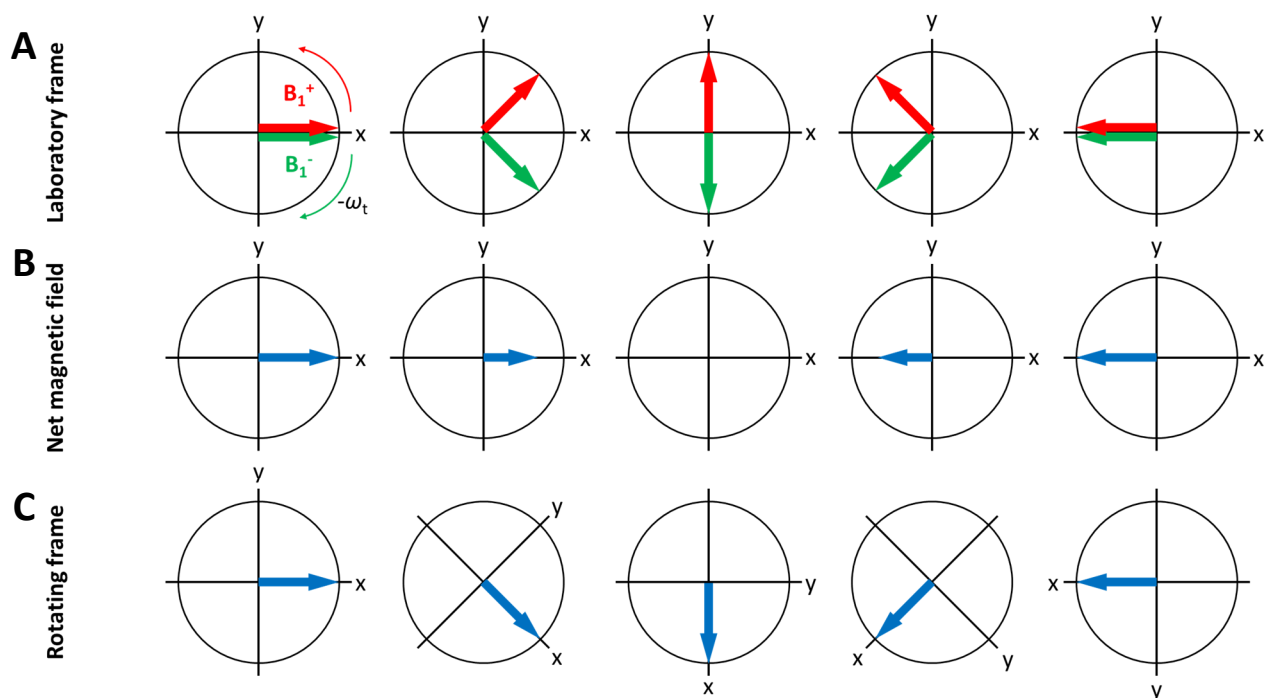 A
Laboratory frame
y
y
y
y
y
B₁⁺
x
x
x
x
x
B₁⁻
-ωt
B
Net magnetic field
y
y
y
y
y
x
x
x
x
x
C
Rotating frame
y
x
y
x
y
x
x
y
x
y